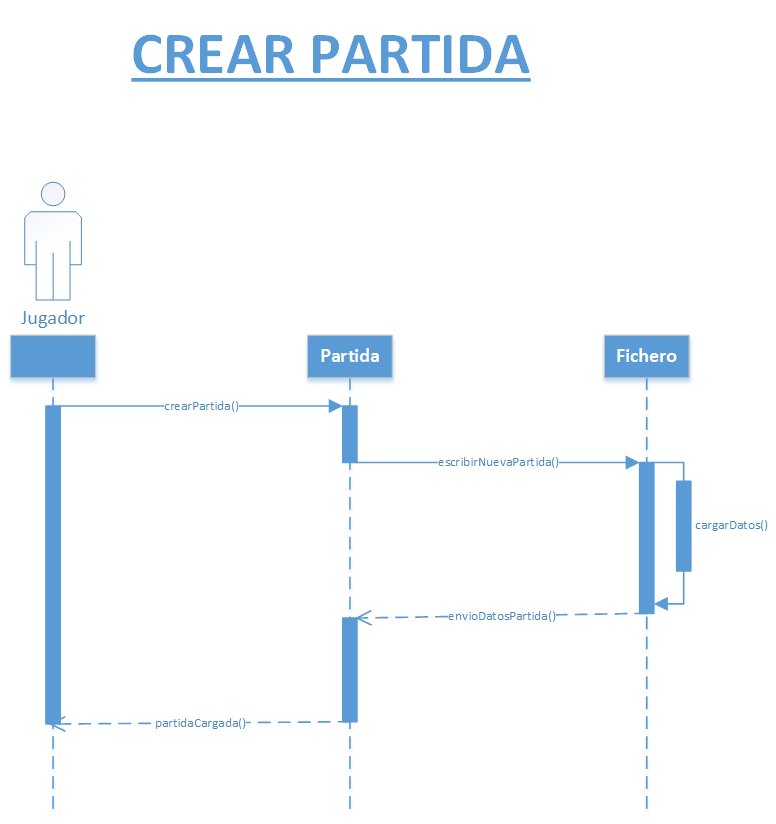 CREAR PARTIDA
Jugador
Partida
Fichero
crearPartida()
escribirNuevaPartida()
cargarDatos()
envioDatosPartida()
partidaCargada()